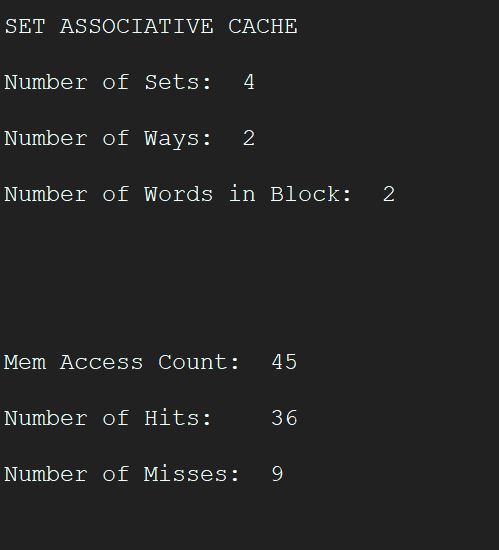 SET ASSOCIATIVE CACHE
Number of Sets:  4
Number of Ways:  2
Number of Words in Block:  2
Mem Access Count:  45
Number of Hits:    36
Number of Misses:  9